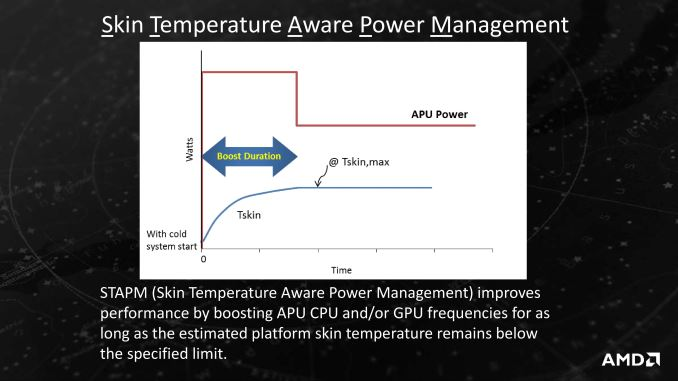 Skin Temperature Aware Power Management
APU Power
Watts
Boost Duration
@ Tskin,max
Tskin
With cold
system start
0
Time
STAPM (Skin Temperature Aware Power Management) improves
performance by boosting APU CPU and/or GPU frequencies for as
long as the estimated platform skin temperature remains below
the specified limit.
AMD